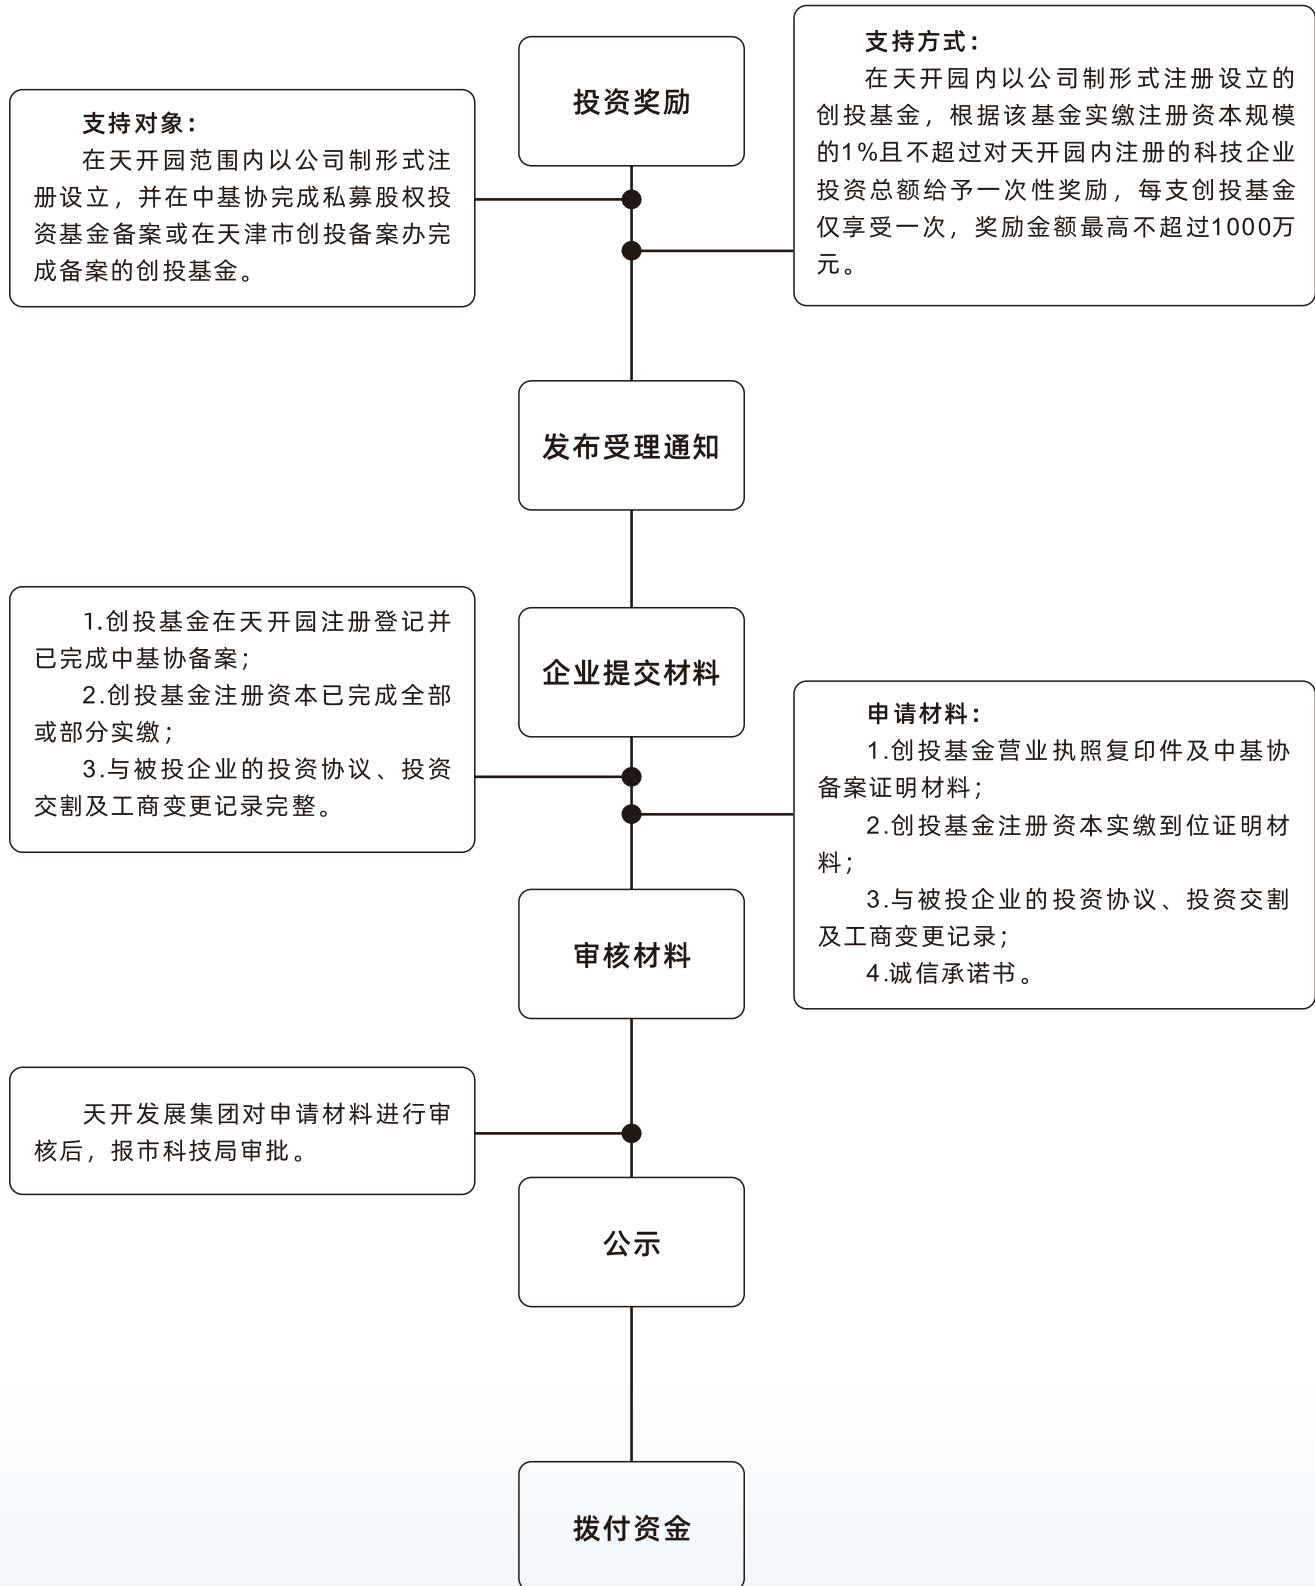 投资奖励
支持对象：
在天开园范围内以公司制形式注
册设立，并在中基协完成私募股权投
资基金备案或在天津市创投备案办完
成备案的创投基金。
支持方式：
在天开园内以公司制形式注册设立的
创投基金，根据该基金实缴注册资本规模
的1%且不超过对天开园内注册的科技企业
投资总额给予一次性奖励，每支创投基金
仅享受一次，奖励金额最高不超过1000万
元。
发布受理通知
企业提交材料
1.创投基金在天开园注册登记并
已完成中基协备案；
2.创投基金注册资本已完成全部
或部分实缴；
3.与被投企业的投资协议、投资
交割及工商变更记录完整。
申请材料：
1.创投基金营业执照复印件及中基协
备案证明材料；
2.创投基金注册资本实缴到位证明材
料；
3.与被投企业的投资协议、投资交割
及工商变更记录；
4.诚信承诺书。
审核材料
天开发展集团对申请材料进行审
核后，报市科技局审批。
公示
拨付资金